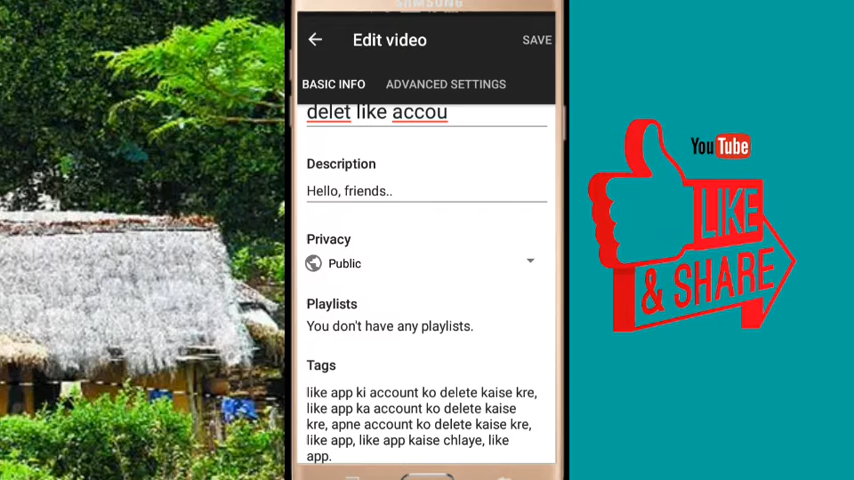 SAMSUNG
Edit video
SAVE
BASIC INFO
ADVANCED SETTINGS
delet like accou
Description
Hello, friends..
Privacy
Public
Playlists
You don't have any playlists.
Tags
like app ki account ko delete kaise kre,
like app ka account ko delete kaise
kre, apne account ko delete kaise kre,
like app, like app kaise chlaye, like
app.
YouTube
LIKE
& SHARE